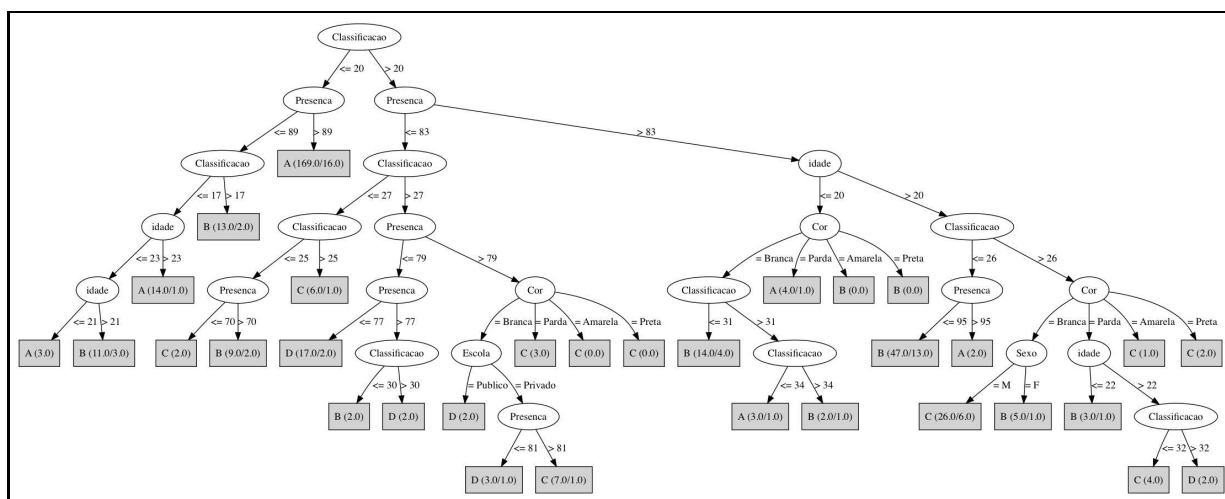 Classificacao
<= 20 > 20
Presenca Presenca
<= 89 > 89 <= 83 > 83
Classificacao A (169.0/16.0) Classificacao idade
<= 17 > 17 <= 27 > 27 <= 20 > 20
idade B (13.0/2.0) Classificacao Presenca Cor Classificacao
<= 23 > 23 <= 25 > 25 <= 79 > 79 = Branca = Parda = Amarela = Preta <= 26 > 26
idade A (14.0/1.0) Presenca C (6.0/1.0) Presenca Cor Classificacao A (4.0/1.0) B (0.0) B (0.0) Presenca Cor
<= 21 > 21 <= 70 > 70 <= 77 > 77 = Branca = Parda = Amarela = Preta <= 31 > 31 <= 95 > 95 = Branca = Parda = Amarela = Preta
A (3.0) B (11.0/3.0) C (2.0) B (9.0/2.0) D (17.0/2.0) Classificacao Escola C (3.0) C (0.0) C (0.0) B (14.0/4.0) Classificacao B (47.0/13.0) A (2.0) Sexo idade C (1.0) C (2.0)
<= 30 > 30 = Publico = Privado <= 34 > 34 = M = F <= 22 > 22
B (2.0) D (2.0) D (2.0) Presenca A (3.0/1.0) B (2.0/1.0) C (26.0/6.0) B (5.0/1.0) B (3.0/1.0) Classificacao
<= 81 > 81 <= 32 > 32
D (3.0/1.0) C (7.0/1.0) C (4.0) D (2.0)